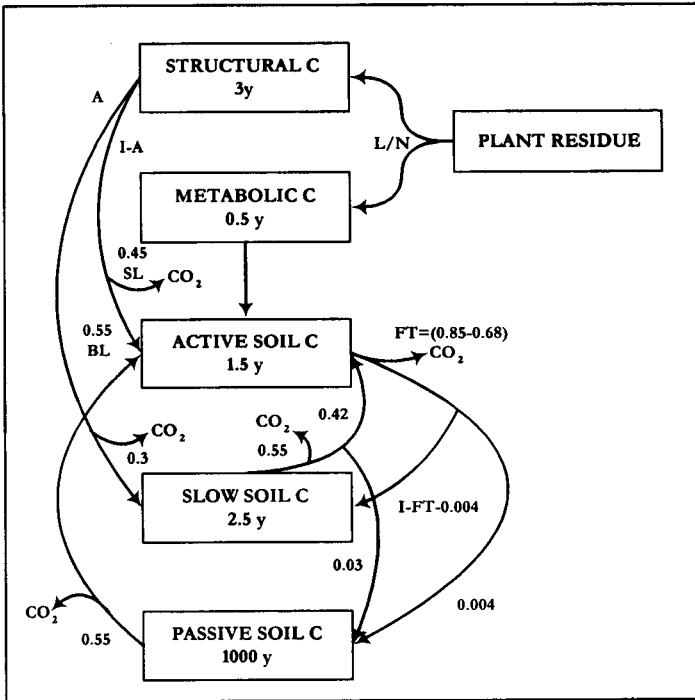 STRUCTURAL C
3y
A
PLANT RESIDUE
L/N
I-A
METABOLIC C
0.5 y
0.45
SL
CO₂
0.55
BL
ACTIVE SOIL C
1.5 y
FT=(0.85-0.68)
CO₂
CO₂
0.42
CO₂
0.55
0.3
SLOW SOIL C
2.5 y
I-FT-0.004
0.03
CO₂
0.55
0.004
PASSIVE SOIL C
1000 y